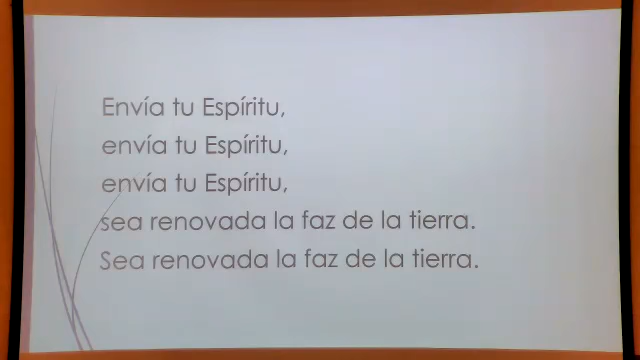 Envía tu Espíritu,
envía tu Espíritu,
envía tu Espíritu,
sea renovada la faz de la tierra.
Sea renovada la faz de la tierra.